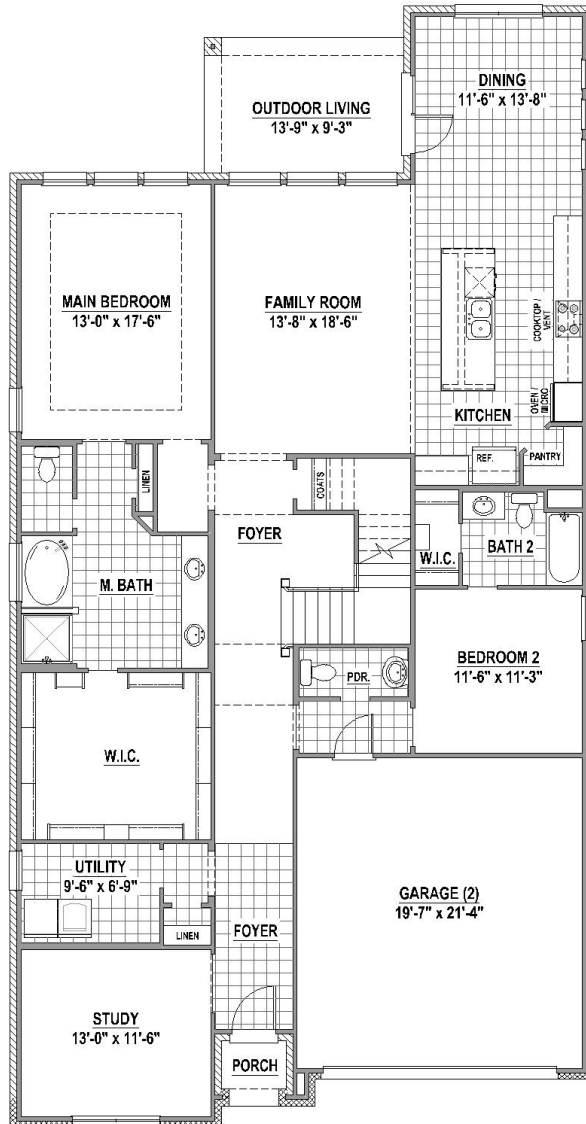 DINING
11'-6" x 13'-8"
OUTDOOR LIVING
13'-9" x 9'-3"
MAIN BEDROOM
13'-0" x 17'-6"
FAMILY ROOM
13'-8" x 18'-6"
COOKTOP /
VENT
OVEN /
MICRO
KITCHEN
REF.
PANTRY
LINEN
COATS
FOYER
W.I.C.
BATH 2
M. BATH
BEDROOM 2
11'-6" x 11'-3"
PDR.
W.I.C.
UTILITY
9'-6" x 6'-9"
GARAGE (2)
19'-7" x 21'-4"
LINEN
FOYER
STUDY
13'-0" x 11'-6"
PORCH